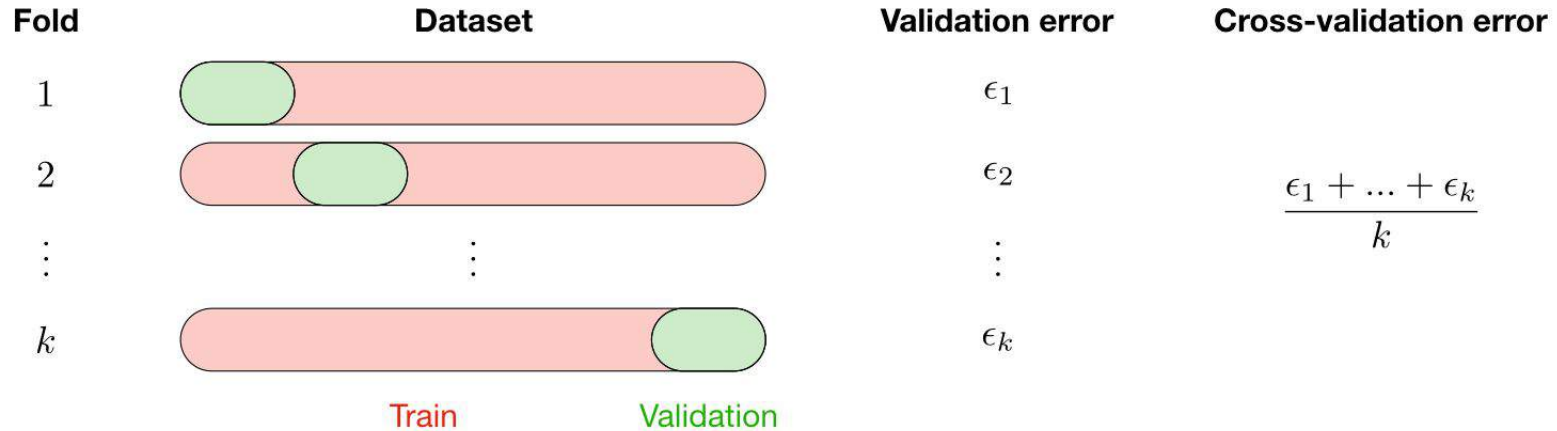 Fold Dataset Validation error Cross-validation error
1 ϵ₁
2 ϵ₂
ϵ₁ + ... + ϵₖ
k
⋮ ⋮ ⋮
k ϵₖ
Train Validation